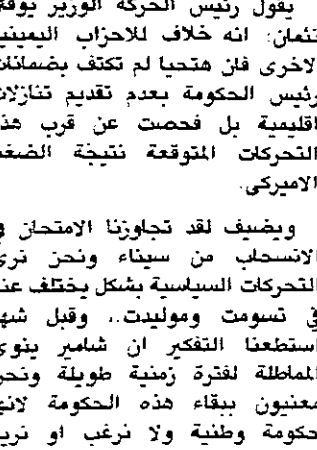 يقول رئيس الحركة الوزير يوفال
نئمان: انه خلاف للاحزاب اليمينية
الاخرى فان هتحيا لم تكتف بضمانات
رئيس الحكومة بعدم تقديم تنازلات
اقليمية بل فحصت عن قرب هذه
التحركات المتوقعة نتيجة الضغط
الاميركي.
ويضيف لقد تجاوزنا الامتحان في
الانسحاب من سيناء ونحن نرى
التحركات السياسية بشكل يختلف عنه
في تسومت وموليدت.. وقبل شهر
استطعنا التفكير ان شامير ينوي
المماطلة لفترة زمنية طويلة ونحن
معنيون ببقاء هذه الحكومة لانها
حكومة وطنية ولا نرغب او نريد